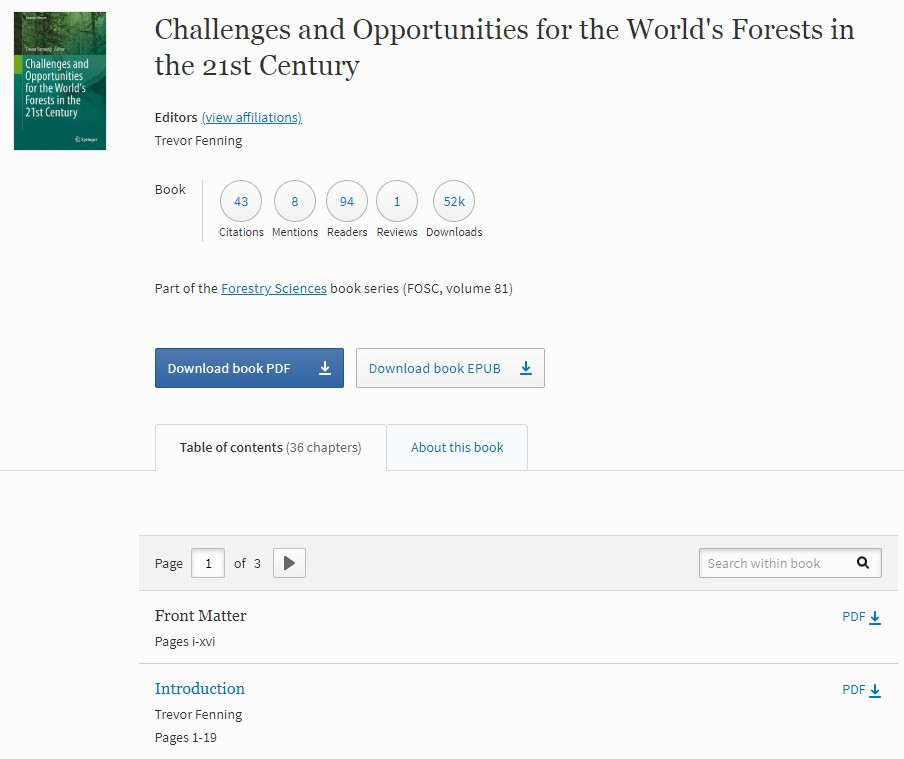 Trevor Fenning Editor
Challenges and
Opportunities
for the World's
Forests in the
21st Century
Springer
Challenges and Opportunities for the World's Forests in
the 21st Century
Editors (view affiliations)
Trevor Fenning
Book
43 8 94 1 52k
Citations Mentions Readers Reviews Downloads
Part of the Forestry Sciences book series (FOSC, volume 81)
Download book PDF Download book EPUB
Table of contents (36 chapters) About this book
Page 1 of 3 Search within book
Front Matter PDF
Pages i-xvi
Introduction PDF
Trevor Fenning
Pages 1-19